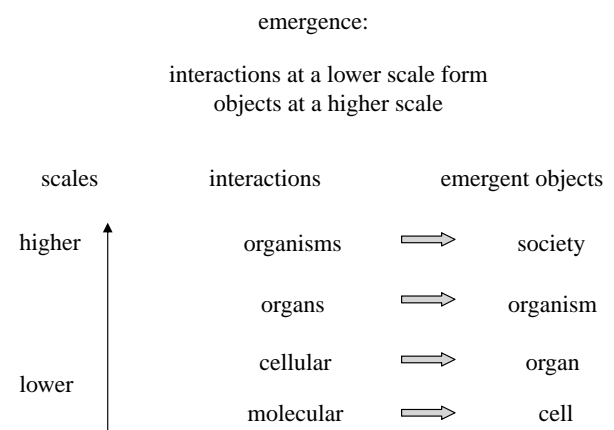 emergence:
interactions at a lower scale form
objects at a higher scale
scales interactions emergent objects
higher organisms society
organs organism
cellular organ
lower
molecular cell